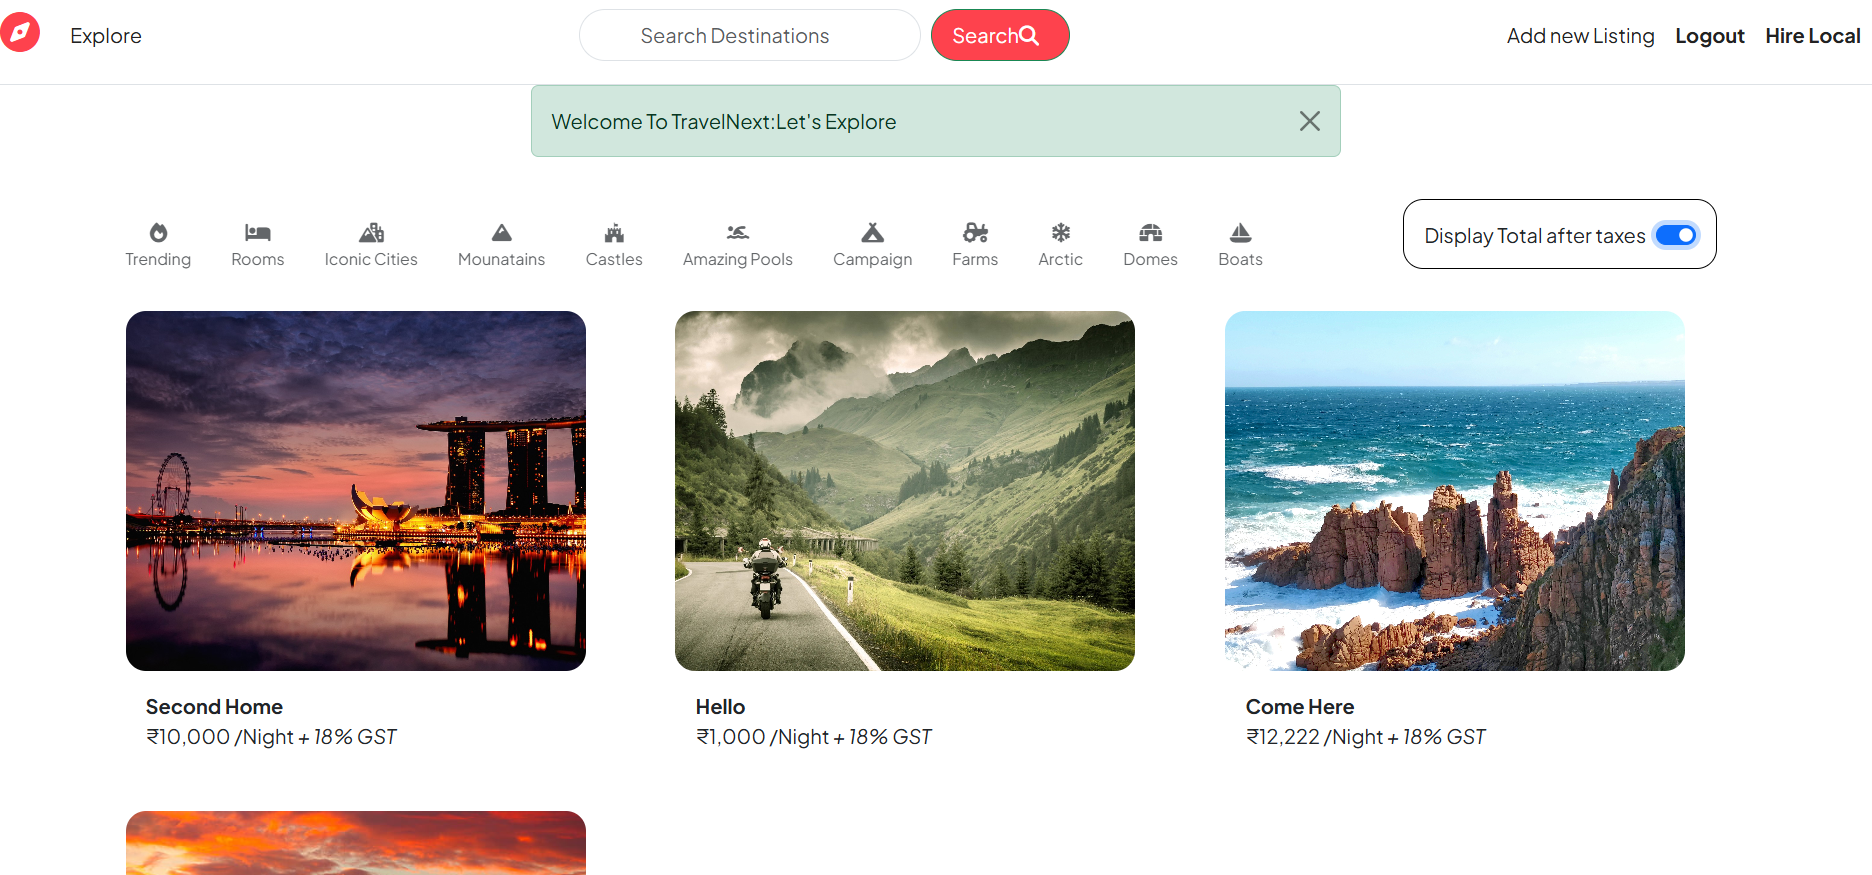 Explore
Search Destinations
Search
Add new Listing
Logout
Hire Local
Welcome To TravelNext:Let's Explore
Trending
Rooms
Iconic Cities
Mounatains
Castles
Amazing Pools
Campaign
Farms
Arctic
Domes
Boats
Display Total after taxes
Second Home
₹10,000 /Night + 18% GST
Hello
₹1,000 /Night + 18% GST
Come Here
₹12,222 /Night + 18% GST